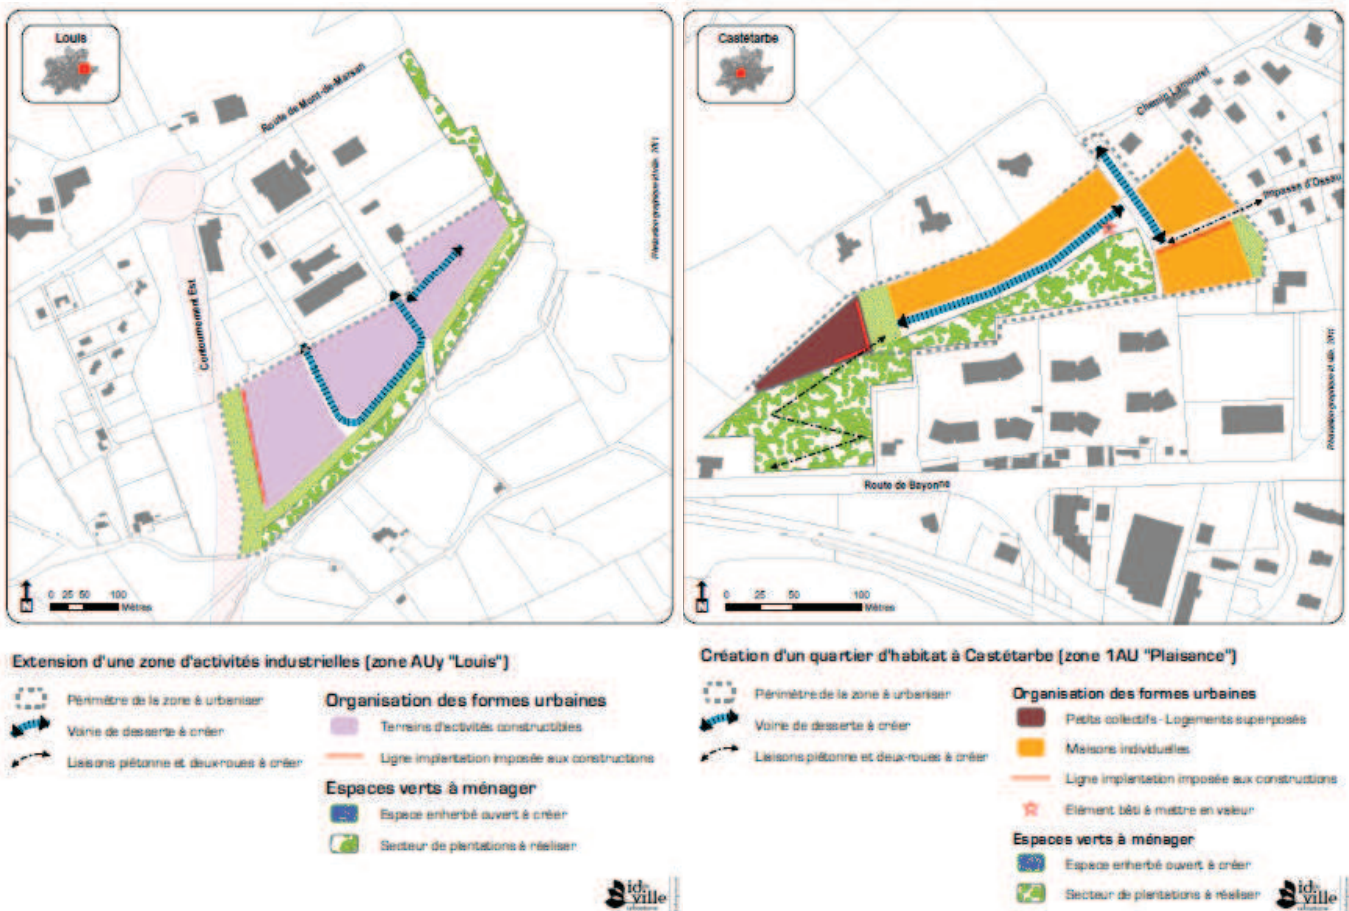 Louis
Route de Mont-de-Marsan
Contournement Est
0 25 50 100
Mètres
N
Castétarbe
Chemin Lamouret
Impasse d'Ossau
Route de Bayonne
0 25 50 100
Mètres
N
Extension d'une zone d'activités industrielles (zone AUy "Louis")
Périmètre de la zone à urbaniser
Voirie de desserte à créer
Liaisons piétonne et deux-roues à créer
Organisation des formes urbaines
Terrains d'activités constructibles
Ligne implantation imposée aux constructions
Espaces verts à ménager
Espace enherbé ouvert à créer
Secteur de plantations à réaliser
id
ville
Création d'un quartier d'habitat à Castétarbe (zone 1AU "Plaisance")
Périmètre de la zone à urbaniser
Voirie de desserte à créer
Liaisons piétonne et deux-roues à créer
Organisation des formes urbaines
Petits collectifs - Logements superposés
Maisons individuelles
Ligne implantation imposée aux constructions
Elément bâti à mettre en valeur
Espaces verts à ménager
Espace enherbé ouvert à créer
Secteur de plantations à réaliser
id
ville